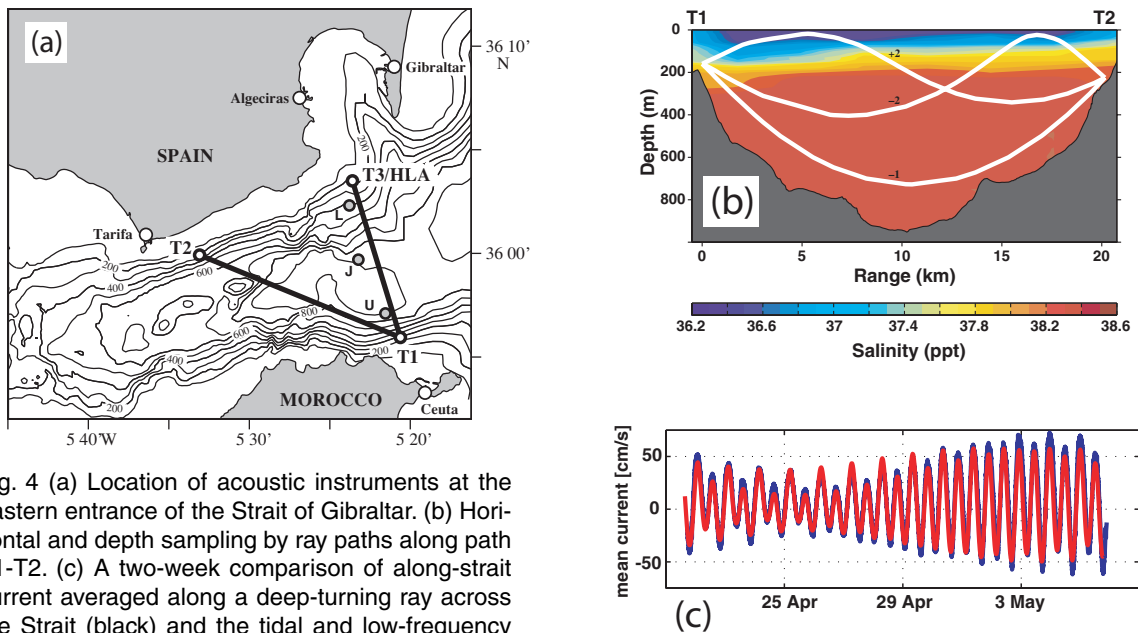 (a)
36 10'
N
Gibraltar
Algeciras
SPAIN
200
T3/HLA
L
Tarifa
T2
36 00'
200
400
600
J
U
800
600
400
200
200
T1
MOROCCO
Ceuta
5 40'W
5 30'
5 20'
g. 4 (a) Location of acoustic instruments at the
astern entrance of the Strait of Gibraltar. (b) Hori-
ontal and depth sampling by ray paths along path
1-T2. (c) A two-week comparison of along-strait
urrent averaged along a deep-turning ray across
e Strait (black) and the tidal and low-frequency
(b)
T1
T2
0
200
400
600
800
Depth (m)
+2
−2
−1
0
5
10
15
20
Range (km)
36.2
36.6
37
37.4
37.8
38.2
38.6
Salinity (ppt)
mean current [cm/s]
50
0
-50
25 Apr
29 Apr
3 May
(c)